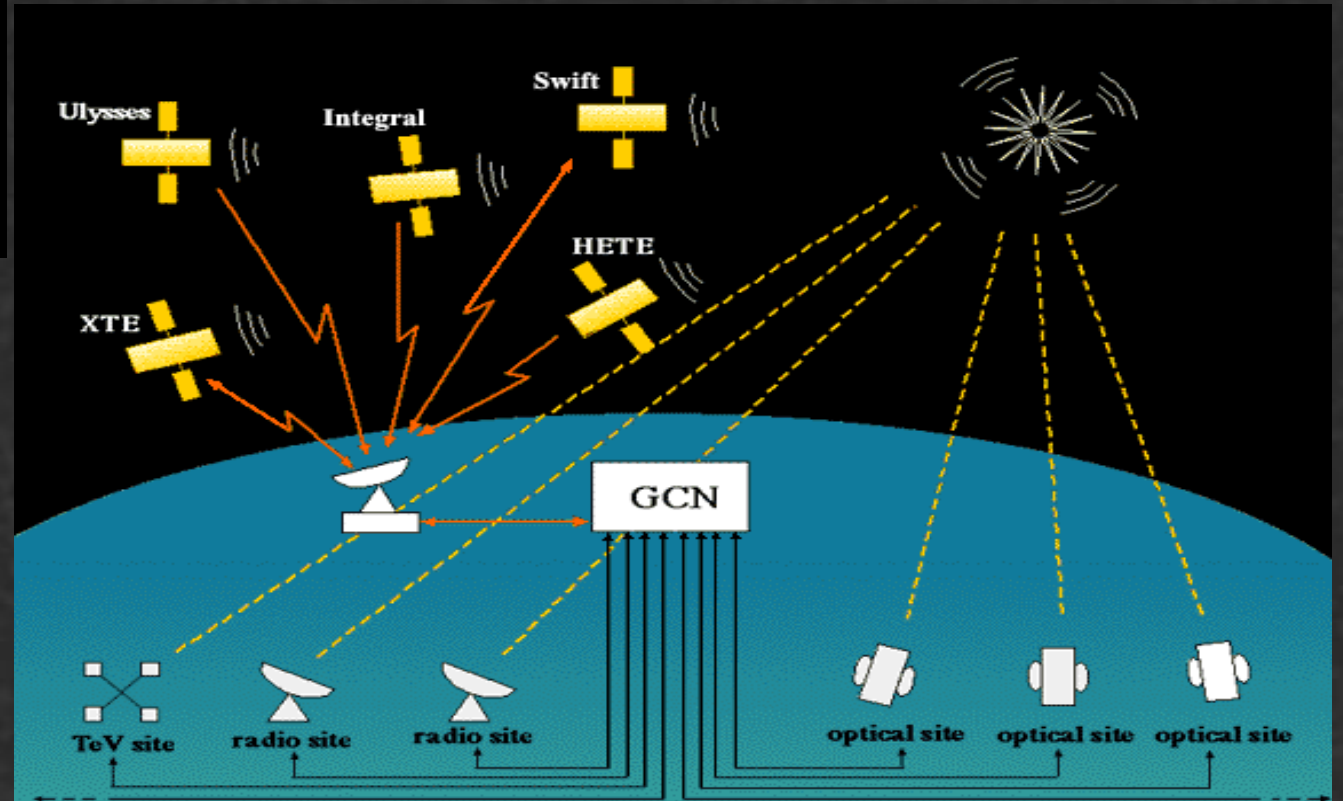 Swift
Ulysses
Integral
HETE
XTE
GCN
TeV site
radio site
radio site
optical site
optical site
optical site